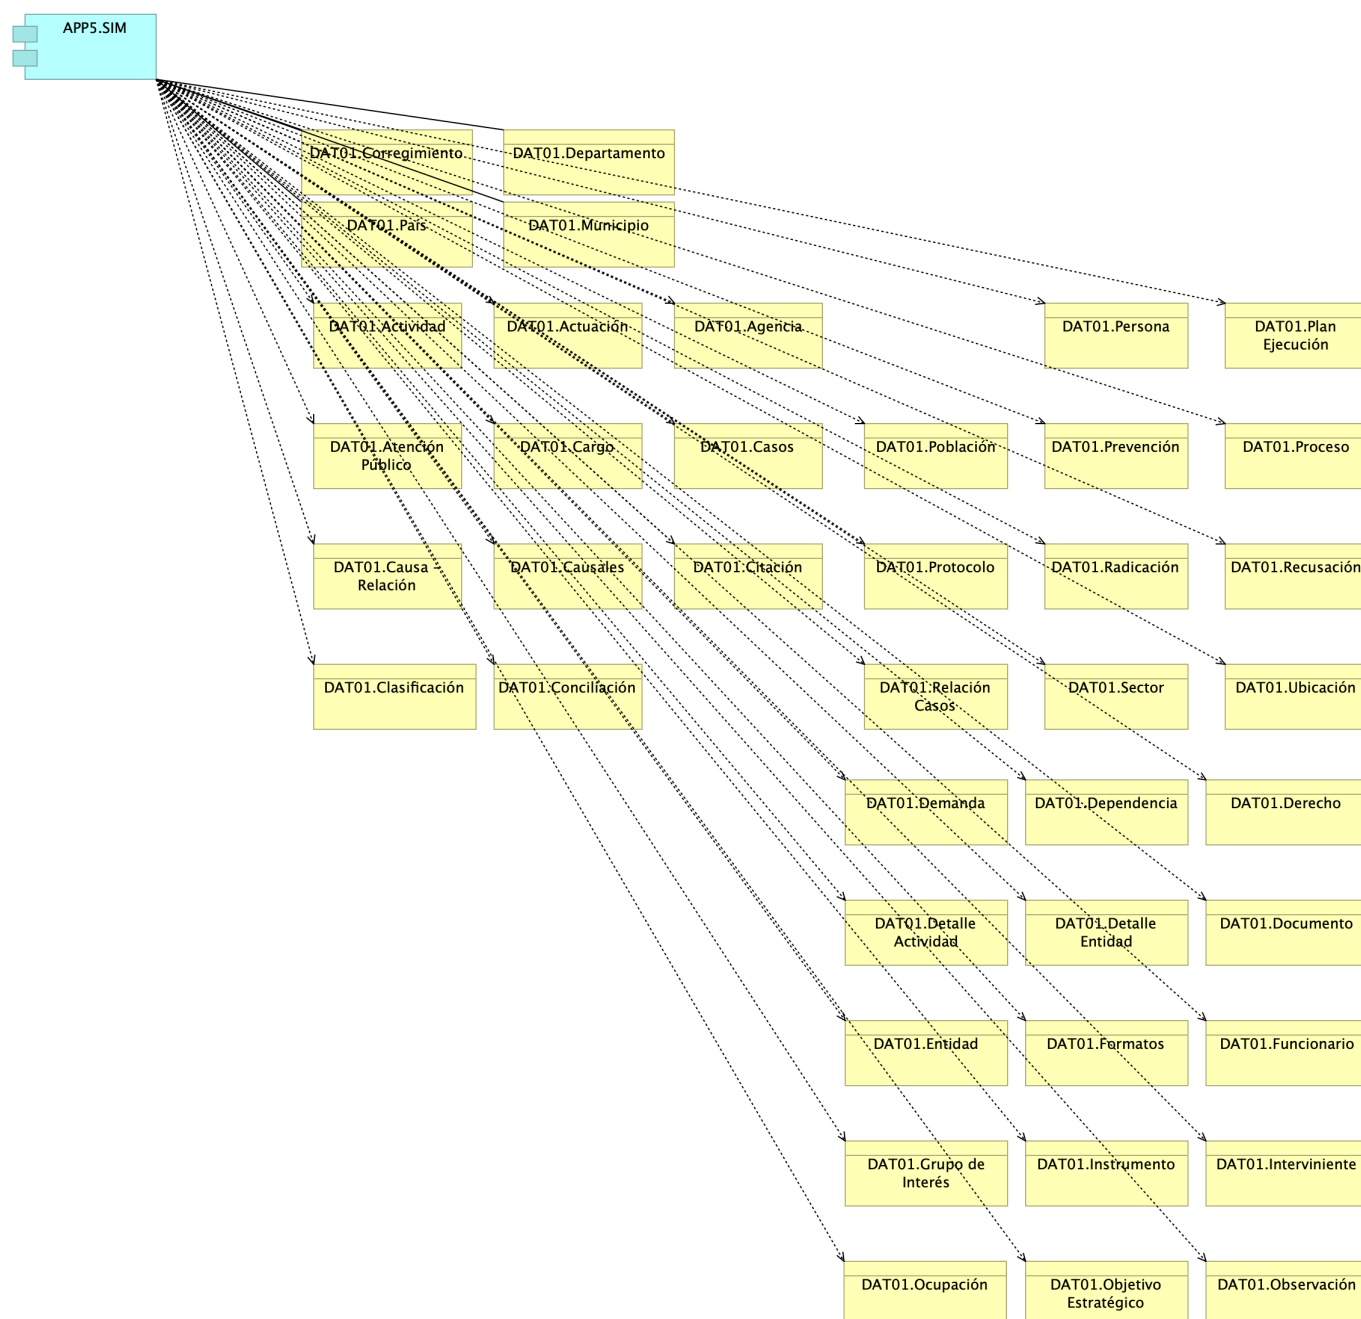 APP5.SIM
DAT01.Corregimiento
DAT01.Departamento
DAT01.País
DAT01.Municipio
DAT01.Actividad
DAT01.Actuación
DAT01.Agencia
DAT01.Persona
DAT01.Plan
Ejecución
DAT01.Atención
Público
DAT01.Cargo
DAT01.Casos
DAT01.Población
DAT01.Prevención
DAT01.Proceso
DAT01.Causa -
Relación
DAT01.Causales
DAT01.Citación
DAT01.Protocolo
DAT01.Radicación
DAT01.Recusación
DAT01.Clasificación
DAT01.Conciliación
DAT01.Relación
Casos
DAT01.Sector
DAT01.Ubicación
DAT01.Demanda
DAT01.Dependencia
DAT01.Derecho
DAT01.Detalle
Actividad
DAT01.Detalle
Entidad
DAT01.Documento
DAT01.Entidad
DAT01.Formatos
DAT01.Funcionario
DAT01.Grupo de
Interés
DAT01.Instrumento
DAT01.Interviniente
DAT01.Ocupación
DAT01.Objetivo
Estratégico
DAT01.Observación